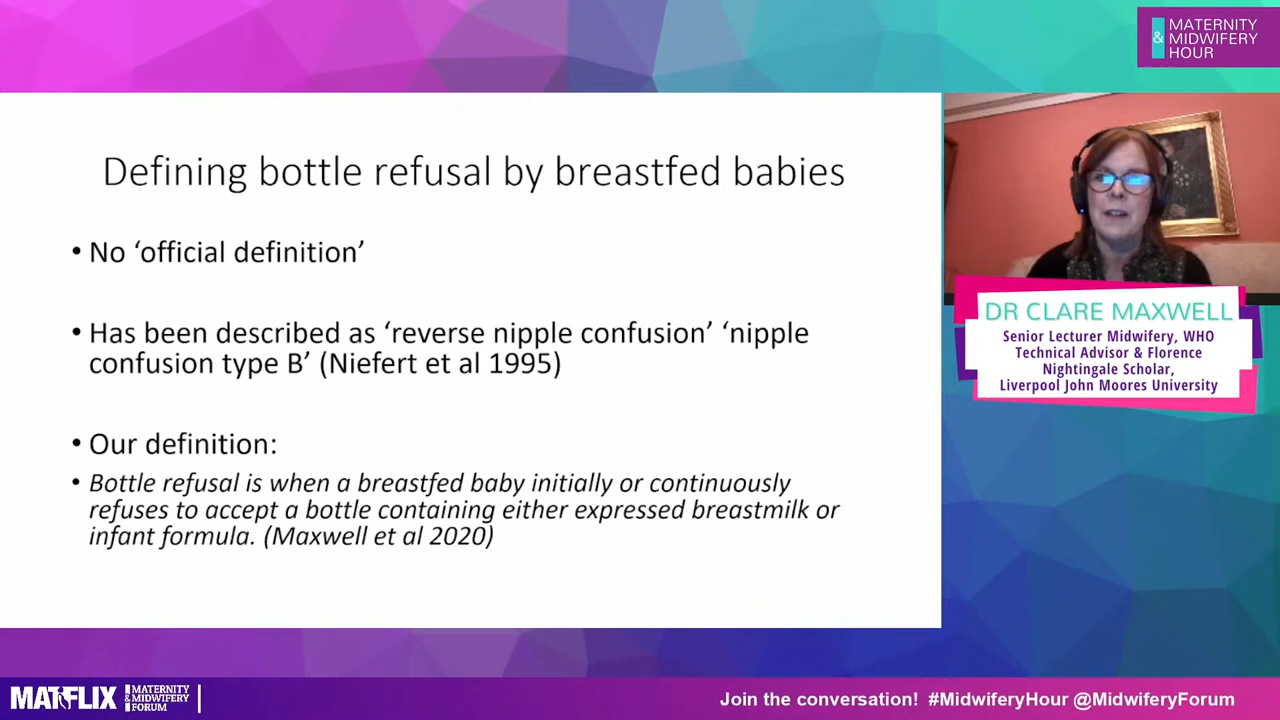 MATERNITY
& MIDWIFERY
HOUR
Defining bottle refusal by breastfed babies
• No ‘official definition’
• Has been described as ‘reverse nipple confusion’ ‘nipple
confusion type B’ (Niefert et al 1995)
• Our definition:
• Bottle refusal is when a breastfed baby initially or continuously
refuses to accept a bottle containing either expressed breastmilk or
infant formula. (Maxwell et al 2020)
DR CLARE MAXWELL
Senior Lecturer Midwifery, WHO
Technical Advisor & Florence
Nightingale Scholar,
Liverpool John Moores University
MATFLIX
MATERNITY
& MIDWIFERY
FORUM
Join the conversation! #MidwiferyHour @MidwiferyForum